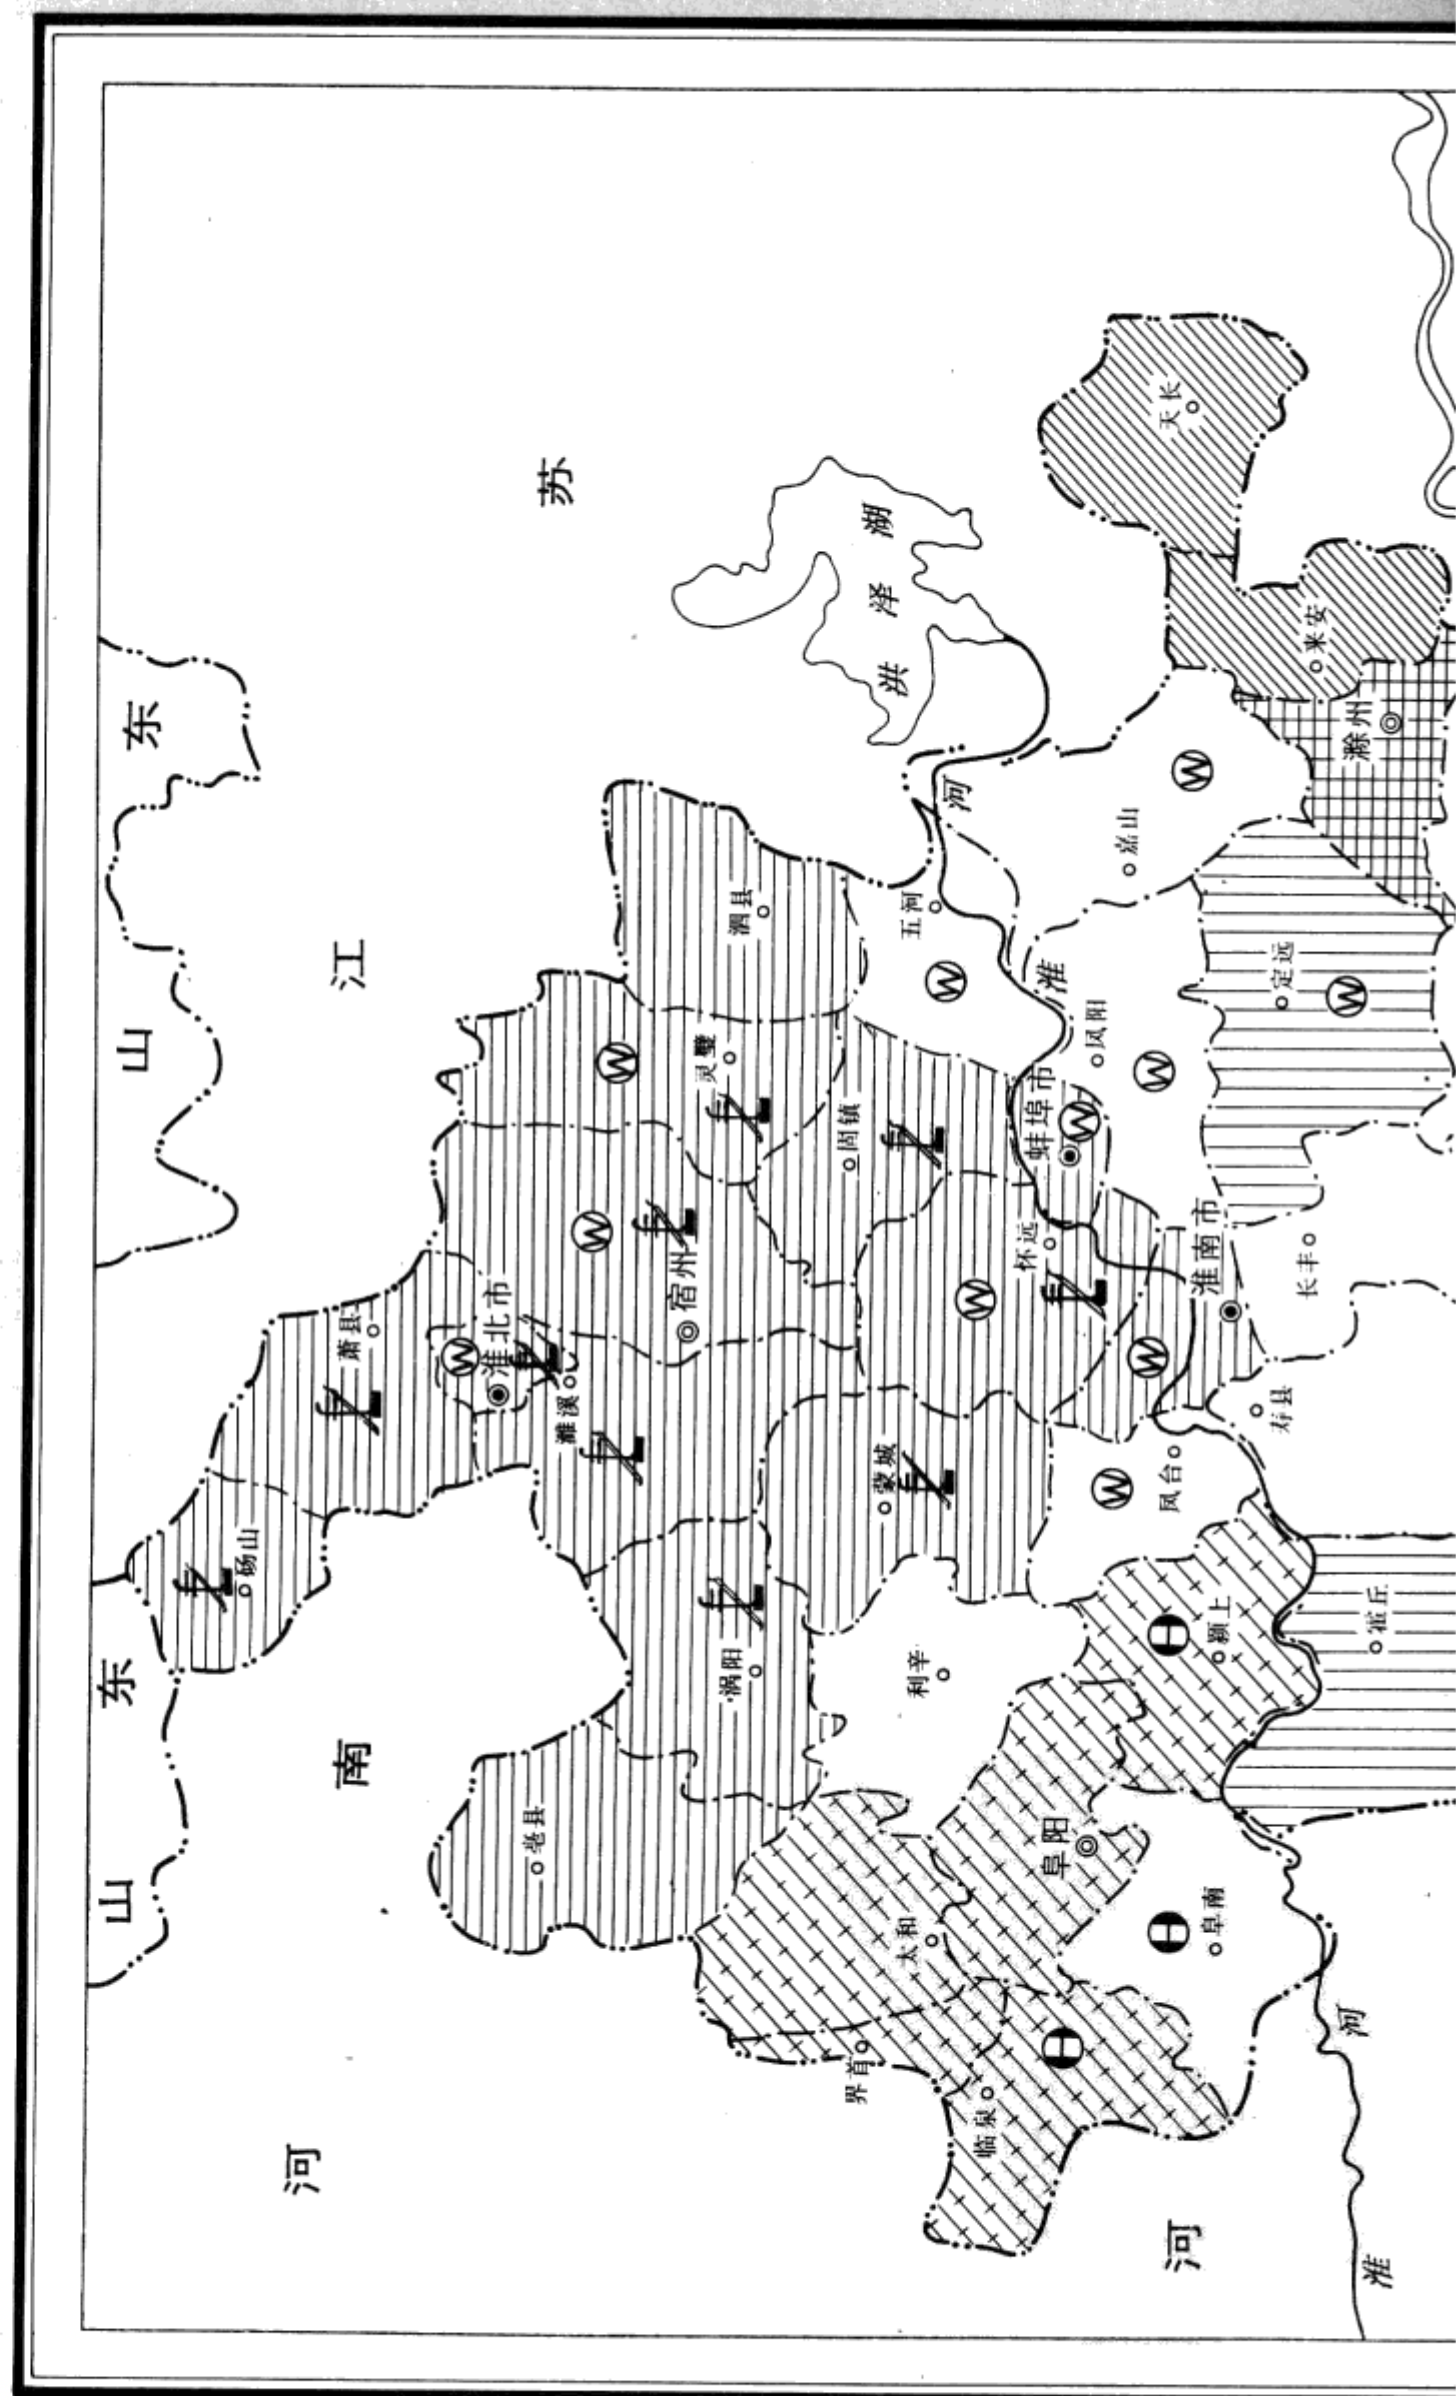 山东
山东
江苏
河南
河
洪泽湖
淮河
淮河
砀山
萧县
淮北市
濉溪
宿州
灵璧
泗县
亳县
涡阳
蒙城
固镇
五河
怀远
蚌埠市
凤阳
嘉山
天长
来安
滁州
定远
淮南市
长丰
寿县
凤台
利辛
颍上
霍丘
阜阳
阜南
太和
界首
临泉
W
W
W
W
W
W
W
W
W
W
W
H
H
H